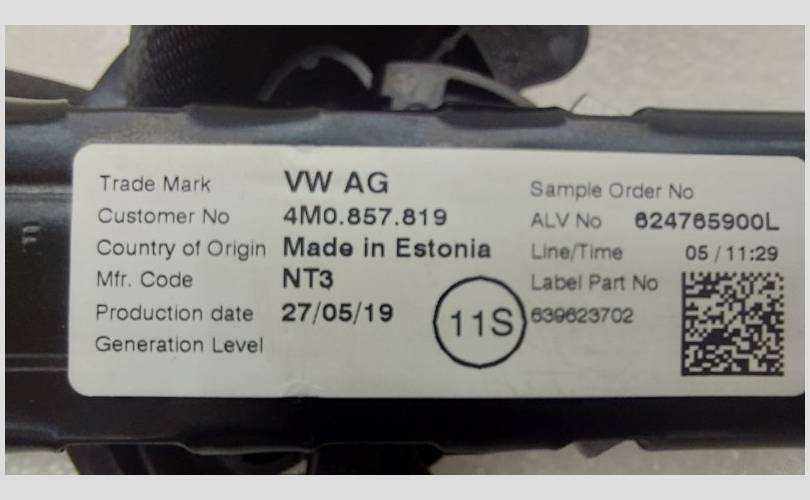 Trade Mark VW AG
Customer No 4M0.857.819
Country of Origin Made in Estonia
Mfr. Code NT3
Production date 27/05/19
Generation Level
11S
Sample Order No
ALV No 624765900L
Line/Time 05 / 11:29
Label Part No
639623702